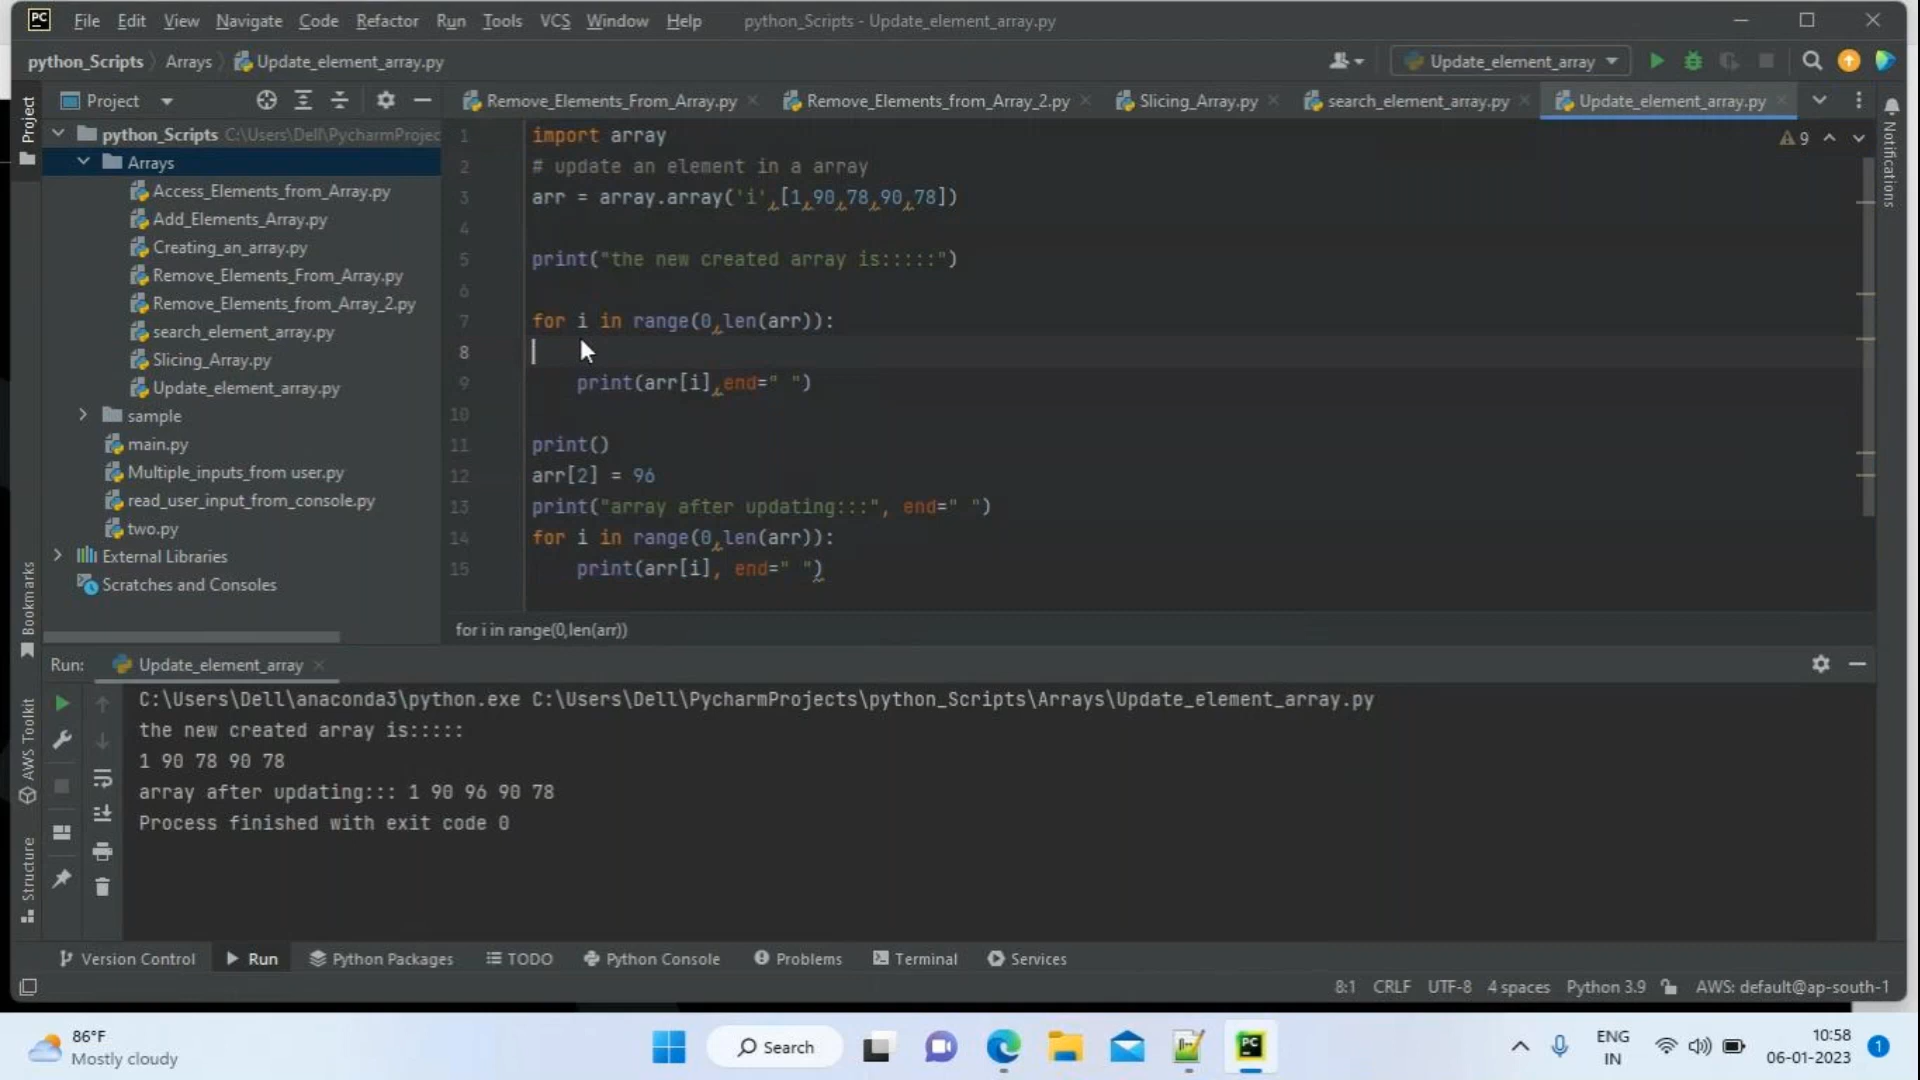 PC File Edit View Navigate Code Refactor Run Tools VCS Window Help python_Scripts - Update_element_array.py
python_Scripts Arrays Update_element_array.py Update_element_array
Project Remove_Elements_From_Array.py Remove_Elements_from_Array_2.py Slicing_Array.py search_element_array.py Update_element_array.py
Project
Notifications
Bookmarks
AWS Toolkit
Structure
python_Scripts C:\Users\Dell\PycharmProjec
Arrays
Access_Elements_from_Array.py
Add_Elements_Array.py
Creating_an_array.py
Remove_Elements_From_Array.py
Remove_Elements_from_Array_2.py
search_element_array.py
Slicing_Array.py
Update_element_array.py
sample
main.py
Multiple_inputs_from user.py
read_user_input_from_console.py
two.py
External Libraries
Scratches and Consoles
9
1 import array
2 # update an element in a array
3 arr = array.array('i',[1,90,78,90,78])
4
5 print("the new created array is:::::")
6
7 for i in range(0,len(arr)):
8
9 print(arr[i],end=" ")
10
11 print()
12 arr[2] = 96
13 print("array after updating:::", end=" ")
14 for i in range(0,len(arr)):
15 print(arr[i], end=" ")
for i in range(0,len(arr))
Run: Update_element_array
C:\Users\Dell\anaconda3\python.exe C:\Users\Dell\PycharmProjects\python_Scripts\Arrays\Update_element_array.py
the new created array is:::::
1 90 78 90 78
array after updating::: 1 90 96 90 78
Process finished with exit code 0
Version Control Run Python Packages TODO Python Console Problems Terminal Services
8:1 CRLF UTF-8 4 spaces Python 3.9 AWS: default@ap-south-1
86°F
Mostly cloudy
Search
PC
ENG
IN
10:58
06-01-2023
1